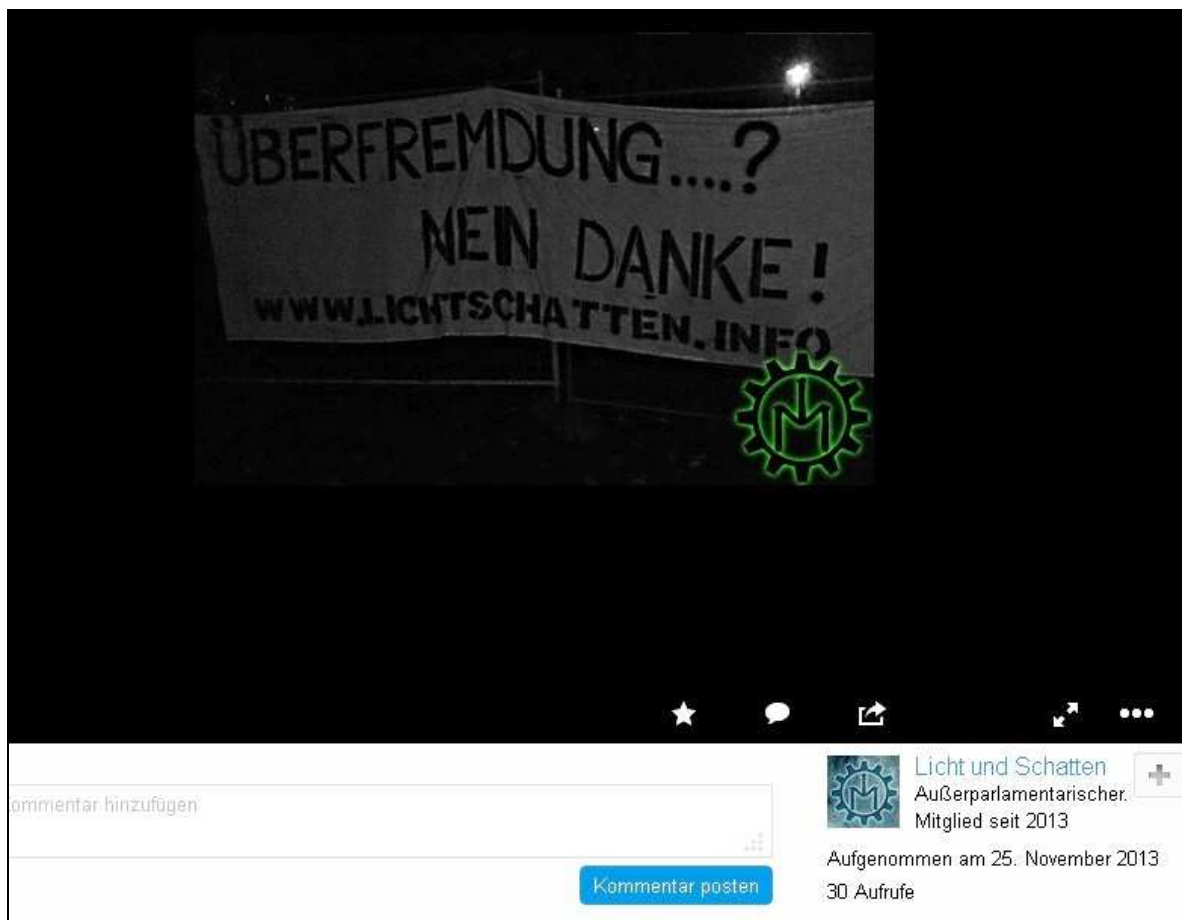 ÜBERFREMDUNG....?
NEIN DANKE!
WWW.LICHTSCHATTEN.INFO
Licht und Schatten
Außerparlamentarischer.
Mitglied seit 2013
ommentar hinzufügen
Aufgenommen am 25. November 2013
Kommentar posten
30 Aufrufe